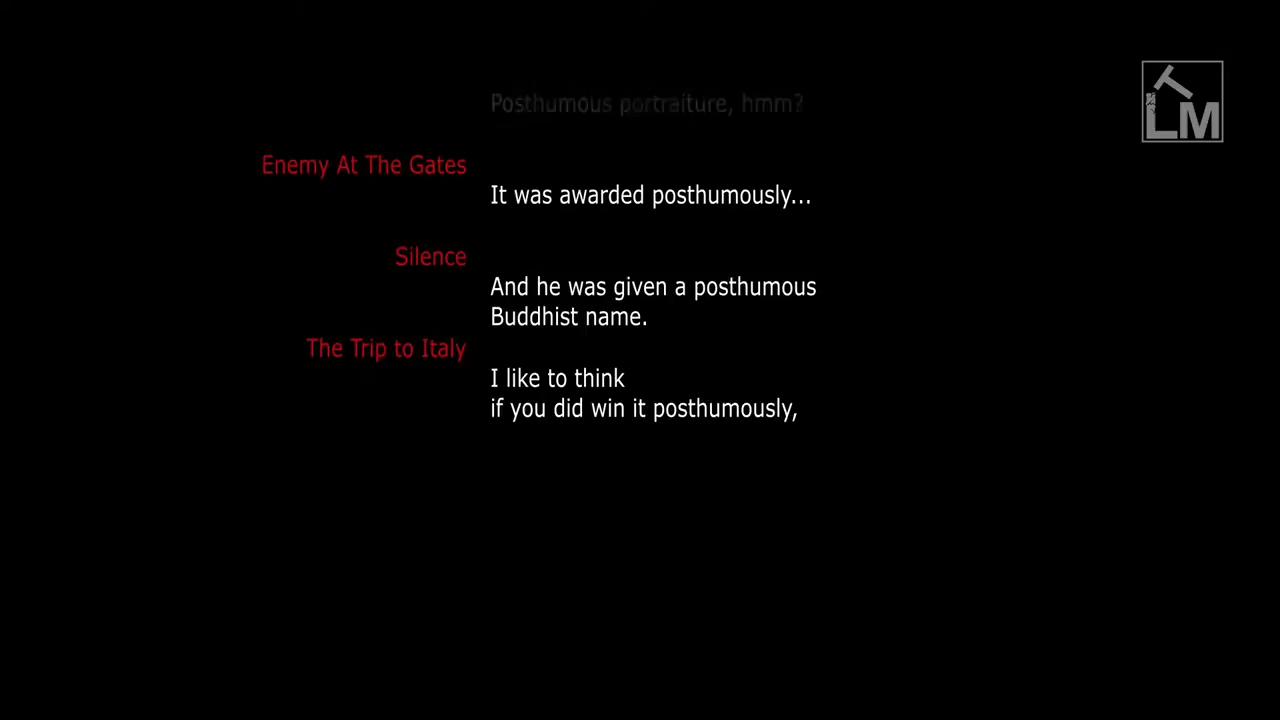 Posthumous portraiture, hmm?
Enemy At The Gates
It was awarded posthumously...
Silence
And he was given a posthumous
Buddhist name.
The Trip to Italy
I like to think
if you did win it posthumously,
LM